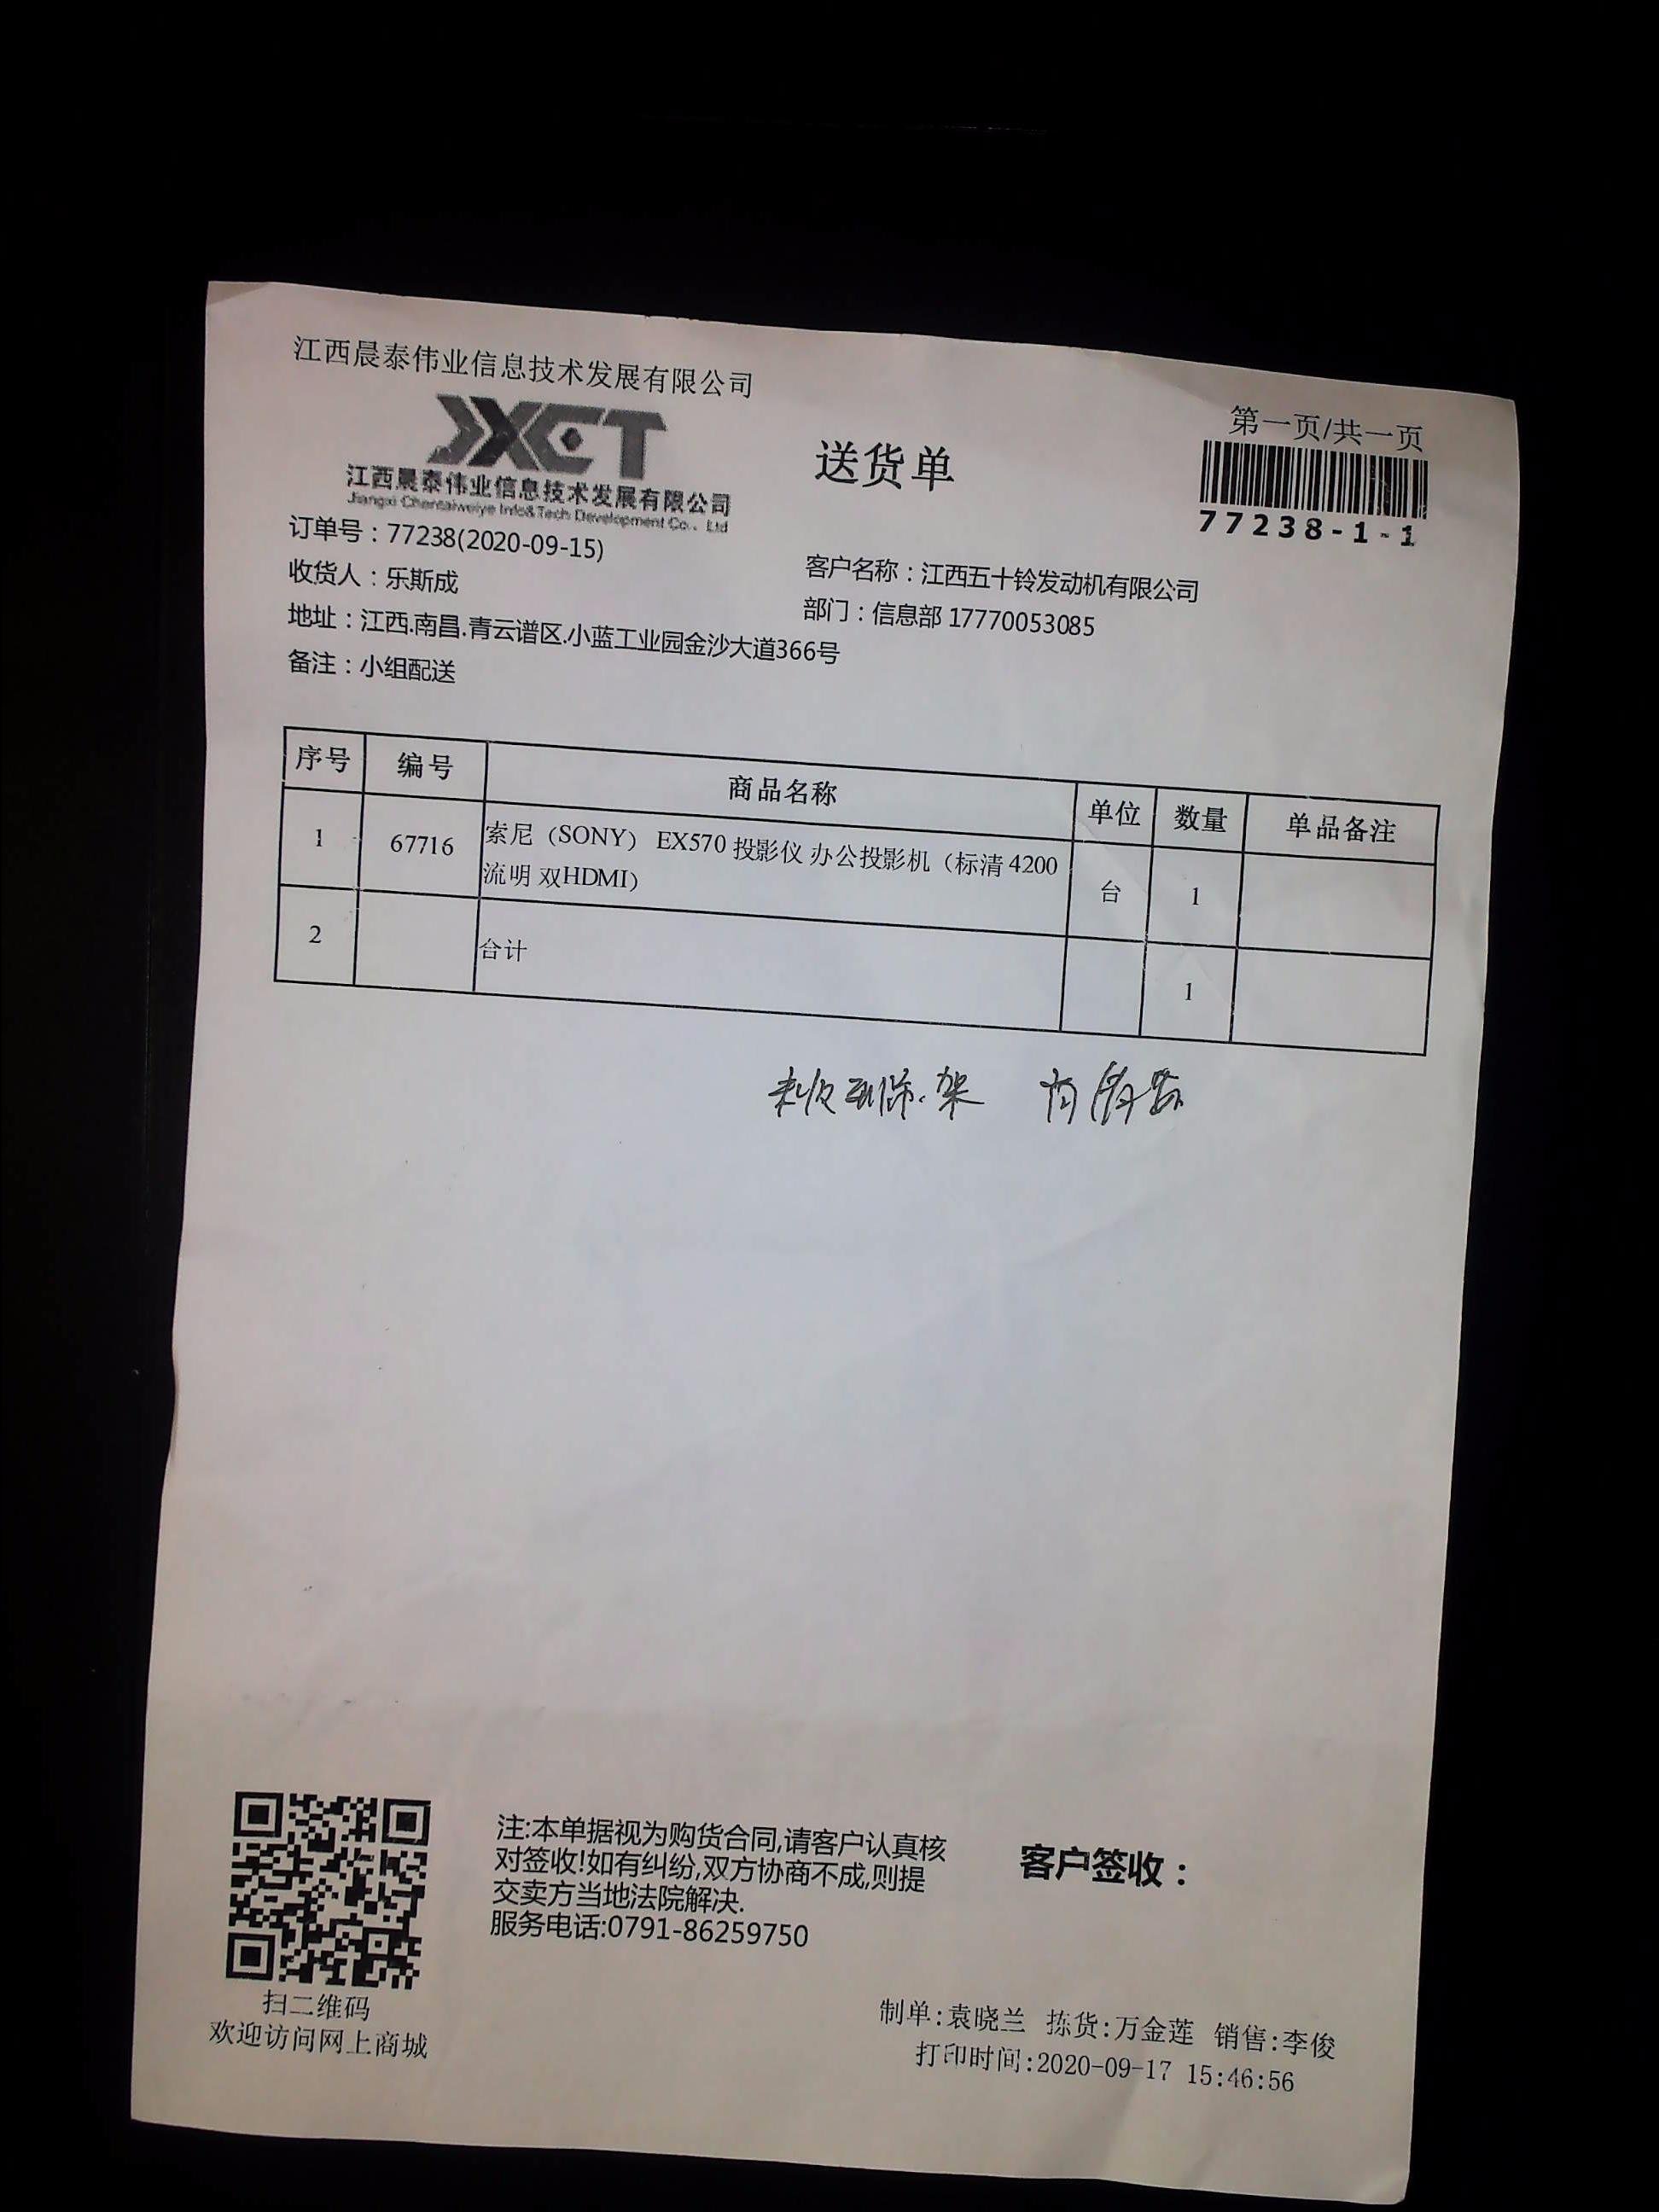 江西晨泰伟业信息技术发展有限公司
第一页/共一页
JXCT
江西晨泰伟业信息技术发展有限公司
Jiangxi Chentaiweiye Info&Tech Development Co., Ltd
送货单
77238-1-1
订单号：77238(2020-09-15)
客户名称：江西五十铃发动机有限公司
收货人：乐斯成
部门：信息部 17770053085
地址：江西.南昌.青云谱区.小蓝工业园金沙大道366号
备注：小组配送
序号 编号 商品名称 单位 数量 单品备注
1 67716 索尼（SONY） EX570 投影仪 办公投影机（标清 4200
流明 双HDMI） 台 1
2 合计 1
架
注:本单据视为购货合同,请客户认真核
对签收!如有纠纷,双方协商不成,则提
交卖方当地法院解决.
服务电话:0791-86259750
客户签收：
扫二维码
欢迎访问网上商城
制单:袁晓兰 拣货:万金莲 销售:李俊
打印时间:2020-09-17 15:46:56